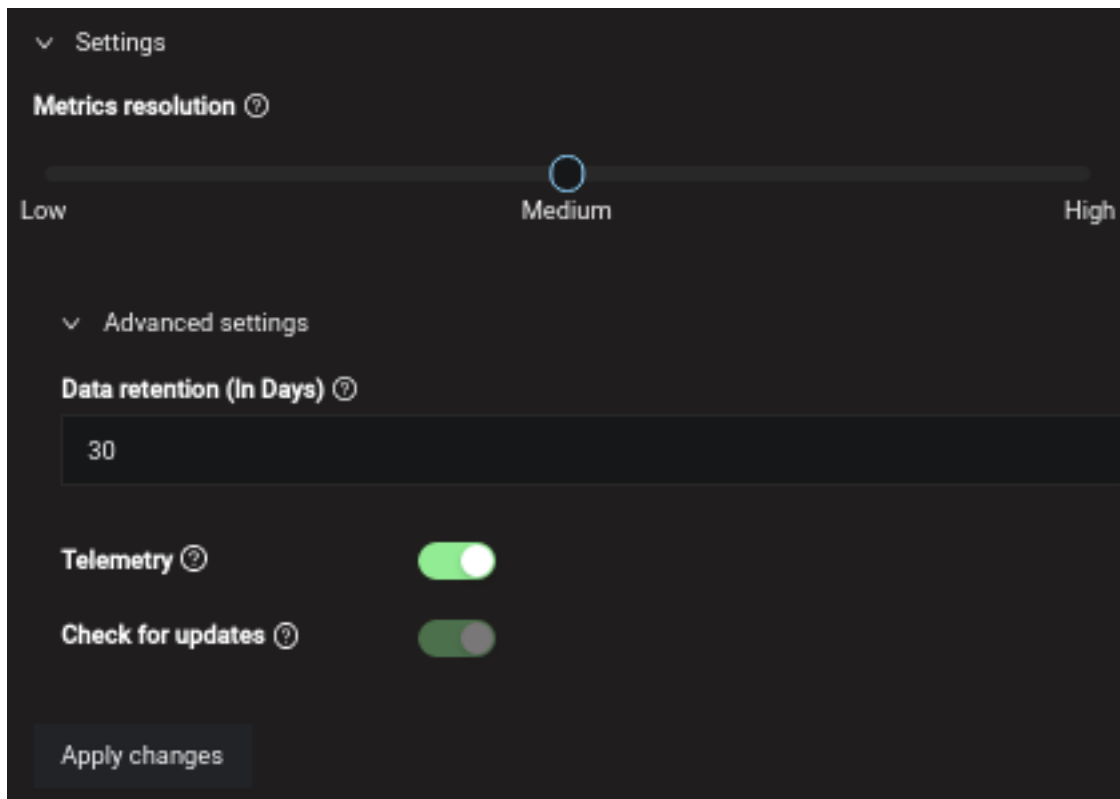 Settings
Metrics resolution
Low Medium High
Advanced settings
Data retention (In Days)
30
Telemetry
Check for updates
Apply changes